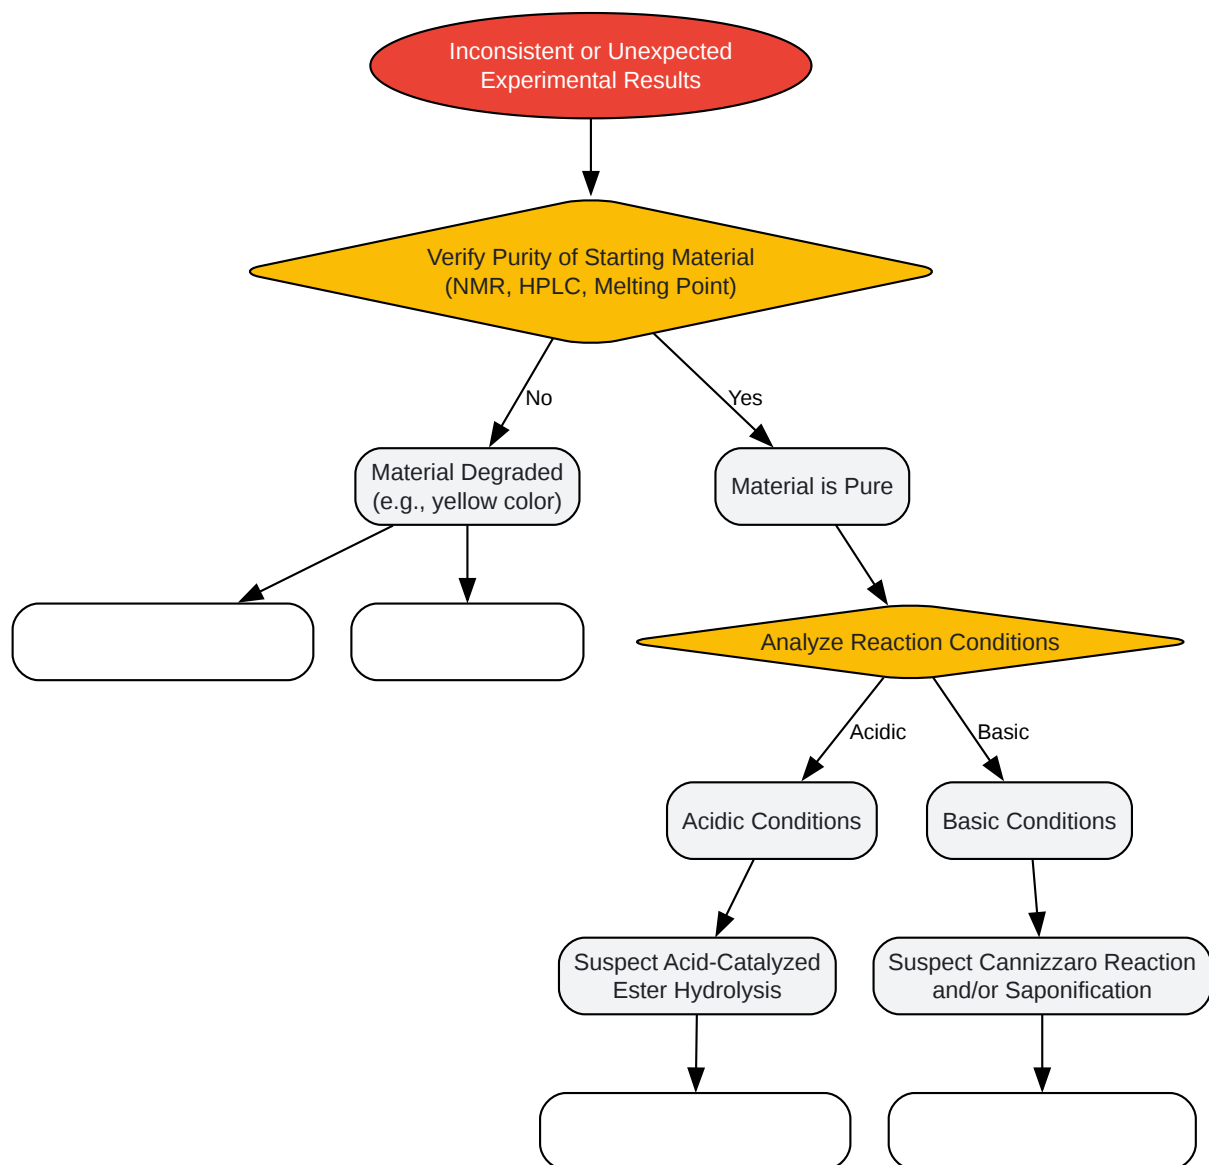 Inconsistent or Unexpected
Experimental Results
Verify Purity of Starting Material
(NMR, HPLC, Melting Point)
No
Yes
Material Degraded
(e.g., yellow color)
Material is Pure
Analyze Reaction Conditions
Acidic
Basic
Acidic Conditions
Basic Conditions
Suspect Acid-Catalyzed
Ester Hydrolysis
Suspect Cannizzaro Reaction
and/or Saponification